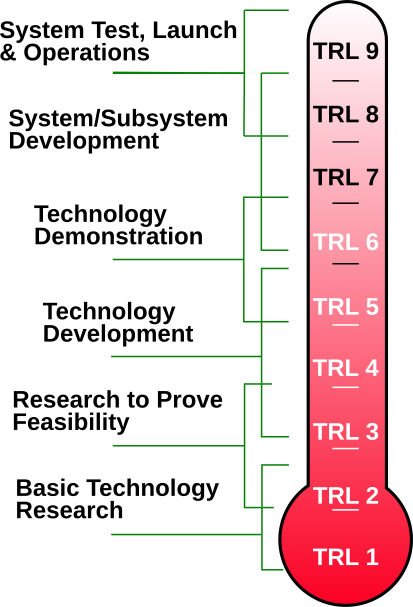 System Test, Launch
& Operations
System/Subsystem
Development
Technology
Demonstration
Technology
Development
Research to Prove
Feasibility
Basic Technology
Research
TRL 9
TRL 8
TRL 7
TRL 6
TRL 5
TRL 4
TRL 3
TRL 2
TRL 1